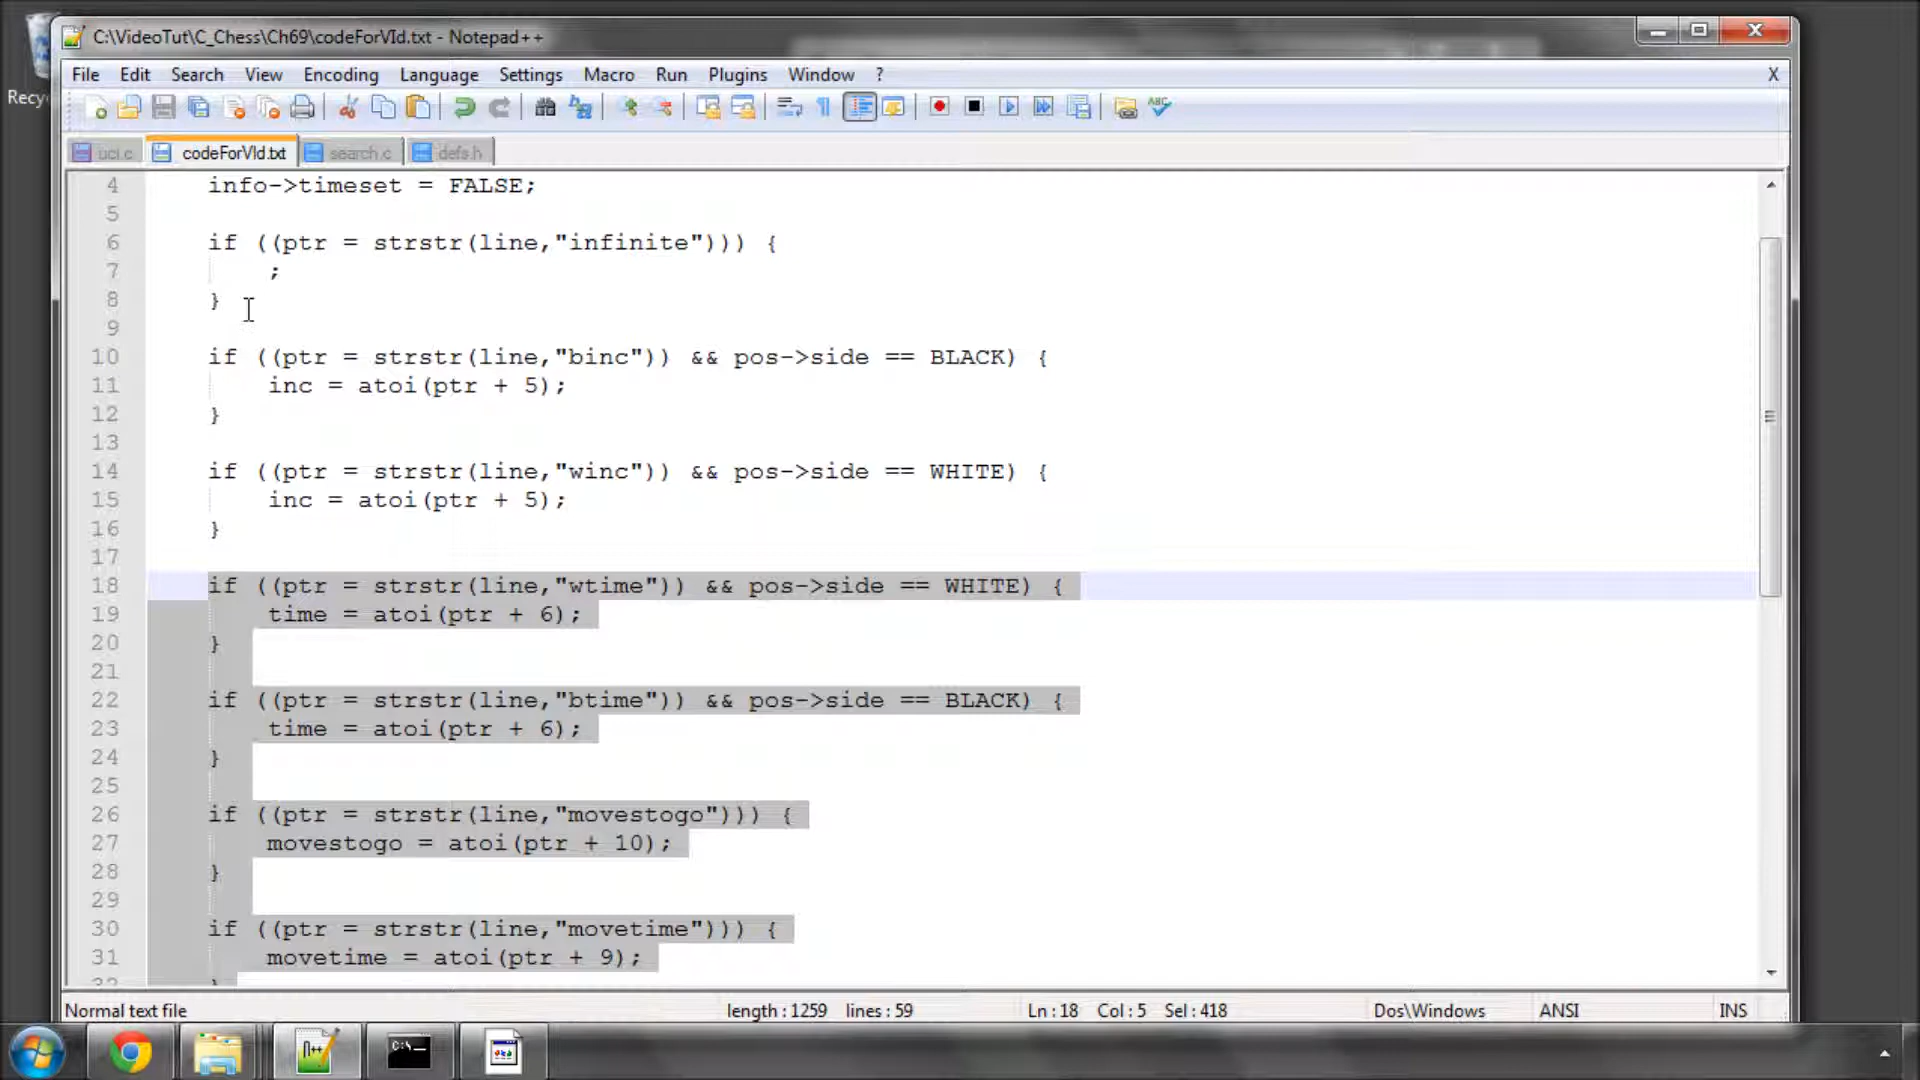 C:\VideoTut\C_Chess\Ch69\codeForVId.txt - Notepad++
File Edit Search View Encoding Language Settings Macro Run Plugins Window ? X
Recy
uci.c codeForVId.txt search.c defs.h
4 info->timeset = FALSE;
5
6 if ((ptr = strstr(line,"infinite"))) {
7 ;
8 }
9
10 if ((ptr = strstr(line,"binc")) && pos->side == BLACK) {
11 inc = atoi(ptr + 5);
12 }
13
14 if ((ptr = strstr(line,"winc")) && pos->side == WHITE) {
15 inc = atoi(ptr + 5);
16 }
17
18 if ((ptr = strstr(line,"wtime")) && pos->side == WHITE) {
19 time = atoi(ptr + 6);
20 }
21
22 if ((ptr = strstr(line,"btime")) && pos->side == BLACK) {
23 time = atoi(ptr + 6);
24 }
25
26 if ((ptr = strstr(line,"movestogo"))) {
27 movestogo = atoi(ptr + 10);
28 }
29
30 if ((ptr = strstr(line,"movetime"))) {
31 movetime = atoi(ptr + 9);
32 }
Normal text file length : 1259 lines : 59 Ln : 18 Col : 5 Sel : 418 Dos\Windows ANSI INS